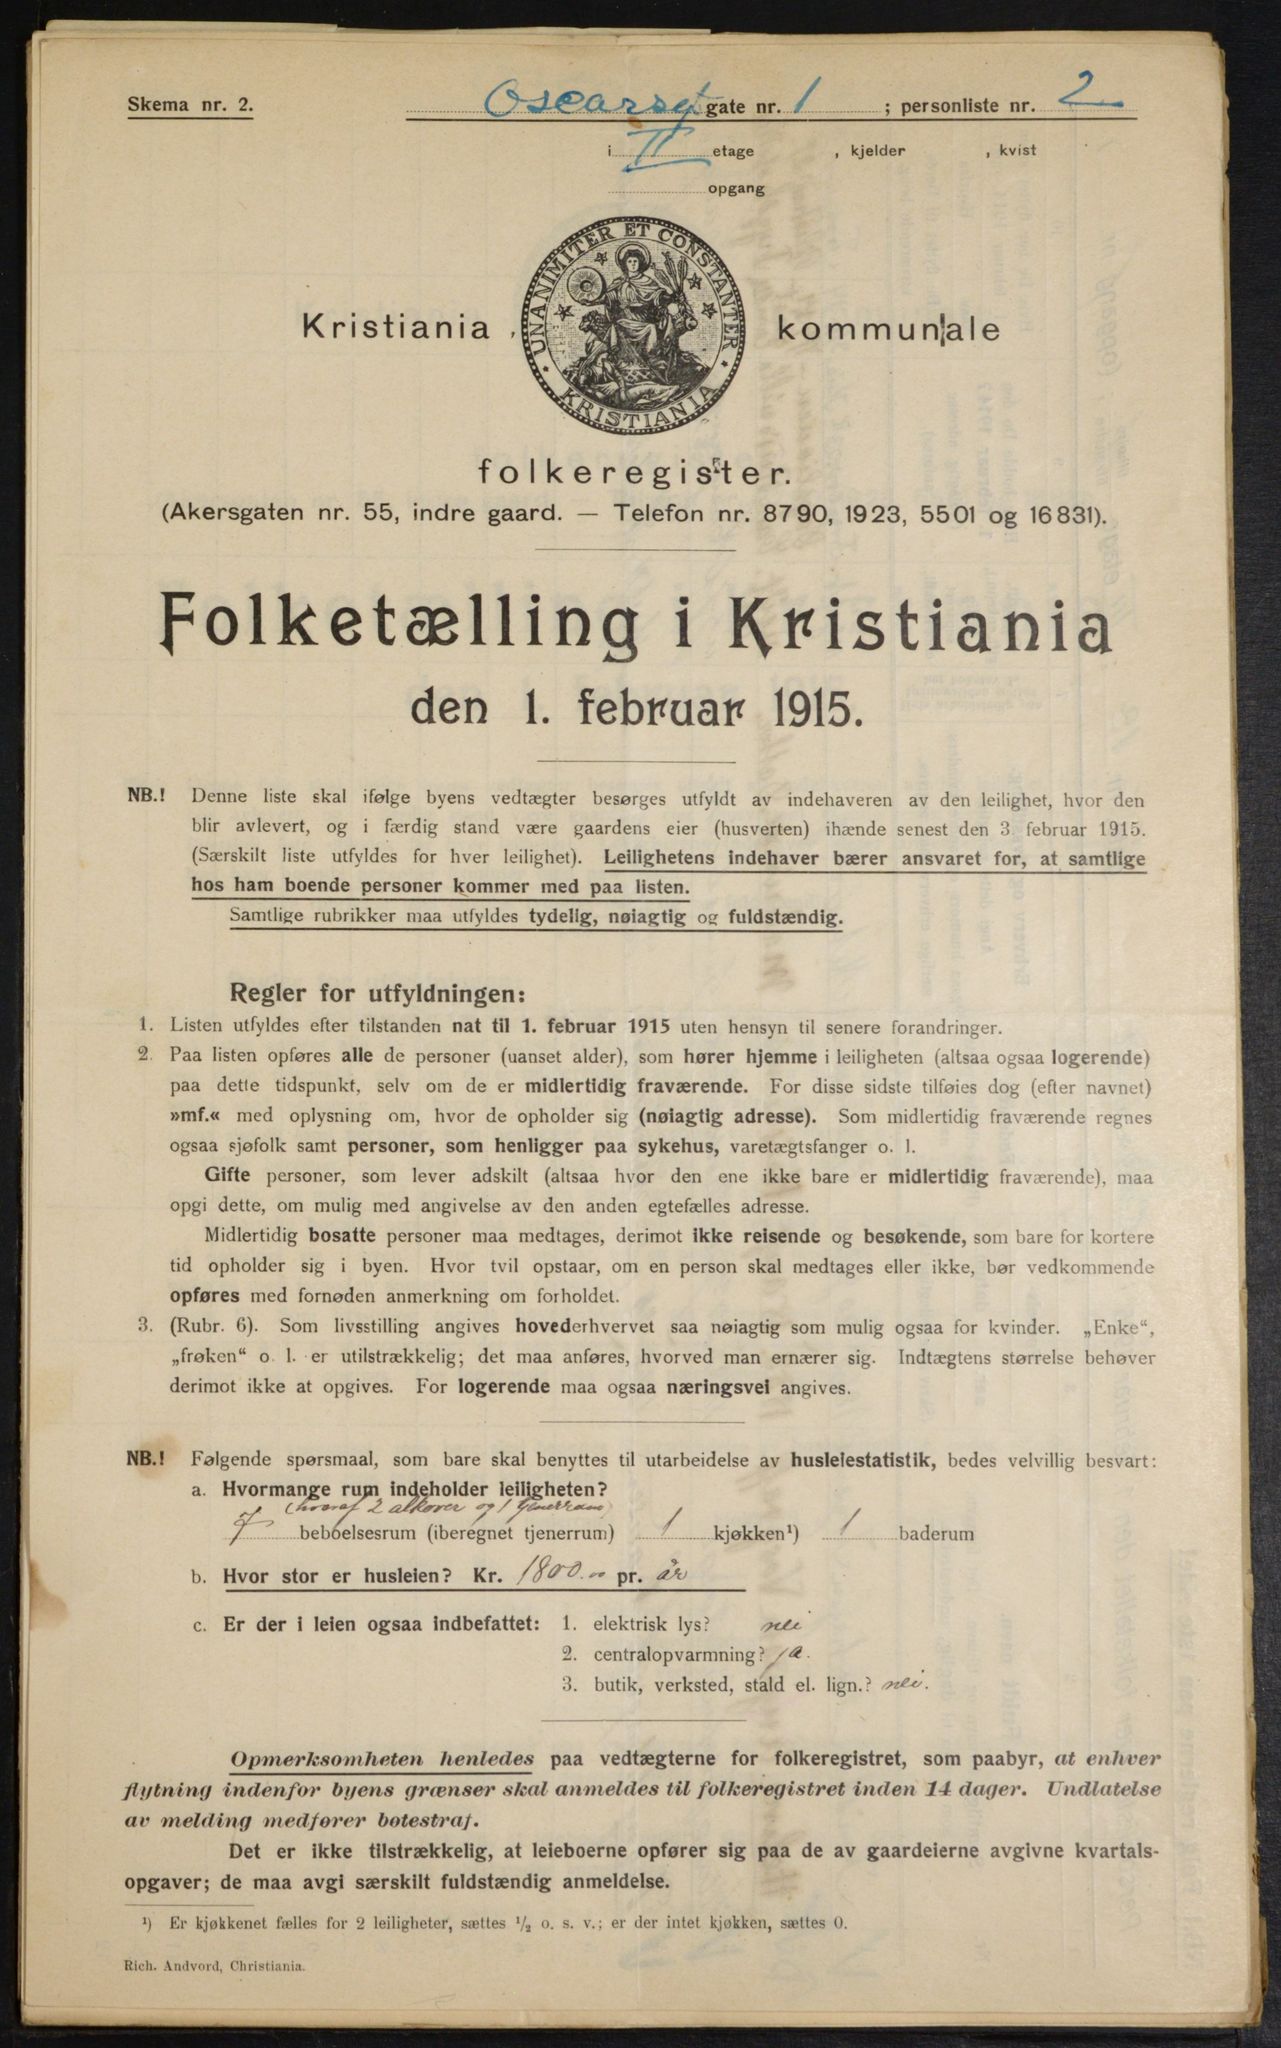 Skema nr. 2.
Oscarsgt gate nr. 1 ; personliste nr. 2
i II etage , kjelder , kvist
opgang
UNANIMITER ET CONSTANTER
KRISTIANIA
Kristiania kommunale
folkeregister.
(Akersgaten nr. 55, indre gaard. — Telefon nr. 8790, 1923, 5501 og 16831).
Folketælling i Kristiania
den 1. februar 1915.
NB.! Denne liste skal ifølge byens vedtægter besørges utfyldt av indehaveren av den leilighet, hvor den
blir avlevert, og i færdig stand være gaardens eier (husverten) ihænde senest den 3. februar 1915.
(Særskilt liste utfyldes for hver leilighet). Leilighetens indehaver bærer ansvaret for, at samtlige
hos ham boende personer kommer med paa listen.
Samtlige rubrikker maa utfyldes tydelig, nøiagtig og fuldstændig.
Regler for utfyldningen:
1. Listen utfyldes efter tilstanden nat til 1. februar 1915 uten hensyn til senere forandringer.
2. Paa listen opføres alle de personer (uanset alder), som hører hjemme i leiligheten (altsaa ogsaa logerende)
paa dette tidspunkt, selv om de er midlertidig fraværende. For disse sidste tilføies dog (efter navnet)
»mf.« med oplysning om, hvor de opholder sig (nøiagtig adresse). Som midlertidig fraværende regnes
ogsaa sjøfolk samt personer, som henligger paa sykehus, varetægtsfanger o. l.
Gifte personer, som lever adskilt (altsaa hvor den ene ikke bare er midlertidig fraværende), maa
opgi dette, om mulig med angivelse av den anden egtefælles adresse.
Midlertidig bosatte personer maa medtages, derimot ikke reisende og besøkende, som bare for kortere
tid opholder sig i byen. Hvor tvil opstaar, om en person skal medtages eller ikke, bør vedkommende
opføres med fornøden anmerkning om forholdet.
3. (Rubr. 6). Som livsstilling angives hovederhvervet saa nøiagtig som mulig ogsaa for kvinder. „Enke“,
„frøken“ o. l. er utilstrækkelig; det maa anføres, hvorved man ernærer sig. Indtægtens størrelse behøver
derimot ikke at opgives. For logerende maa ogsaa næringsvei angives.
NB.! Følgende spørsmaal, som bare skal benyttes til utarbeidelse av husleiestatistik, bedes velvillig besvart:
a. Hvormange rum indeholder leiligheten?
(hvoraf 2 alkover og 1
7 beboelsesrum (iberegnet tjenerrum) 1 kjøkken¹) 1 baderum
b. Hvor stor er husleien? Kr. 1800.00 pr. år
c. Er der i leien ogsaa indbefattet: 1. elektrisk lys? nei
2. centralopvarmning? ja.
3. butik, verksted, stald el. lign.? nei.
Opmerksomheten henledes paa vedtægterne for folkeregistret, som paabyr, at enhver
flytning indenfor byens grænser skal anmeldes til folkeregistret inden 14 dager. Undlatelse
av melding medfører bøtestraf.
Det er ikke tilstrækkelig, at leieboerne opfører sig paa de av gaardeierne avgivne kvartals-
opgaver; de maa avgi særskilt fuldstændig anmeldelse.
¹) Er kjøkkenet fælles for 2 leiligheter, sættes ½ o. s. v.; er der intet kjøkken, sættes 0.
Rich. Andvord, Christiania.